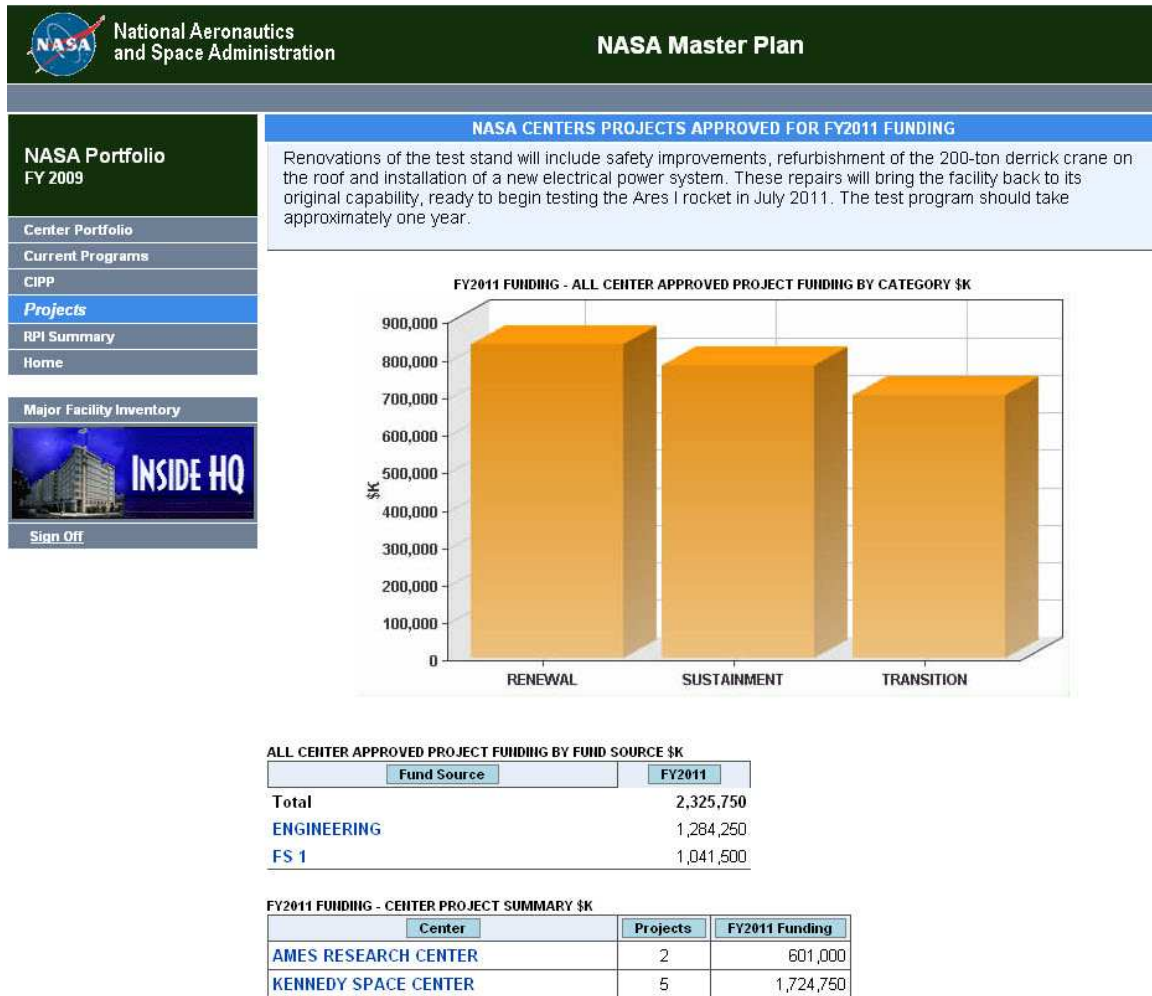 NASA
National Aeronautics
and Space Administration
NASA Master Plan
NASA Portfolio
FY 2009
Center Portfolio
Current Programs
CIPP
Projects
RPI Summary
Home
Major Facility Inventory
INSIDE HQ
Sign Off
NASA CENTERS PROJECTS APPROVED FOR FY2011 FUNDING
Renovations of the test stand will include safety improvements, refurbishment of the 200-ton derrick crane on
the roof and installation of a new electrical power system. These repairs will bring the facility back to its
original capability, ready to begin testing the Ares I rocket in July 2011. The test program should take
approximately one year.
FY2011 FUNDING - ALL CENTER APPROVED PROJECT FUNDING BY CATEGORY $K
900,000
800,000
700,000
600,000
500,000
400,000
300,000
200,000
100,000
0
$K
RENEWAL SUSTAINMENT TRANSITION
ALL CENTER APPROVED PROJECT FUNDING BY FUND SOURCE $K
Fund Source FY2011
Total 2,325,750
ENGINEERING 1,284,250
FS 1 1,041,500
FY2011 FUNDING - CENTER PROJECT SUMMARY $K
Center Projects FY2011 Funding
AMES RESEARCH CENTER 2 601,000
KENNEDY SPACE CENTER 5 1,724,750